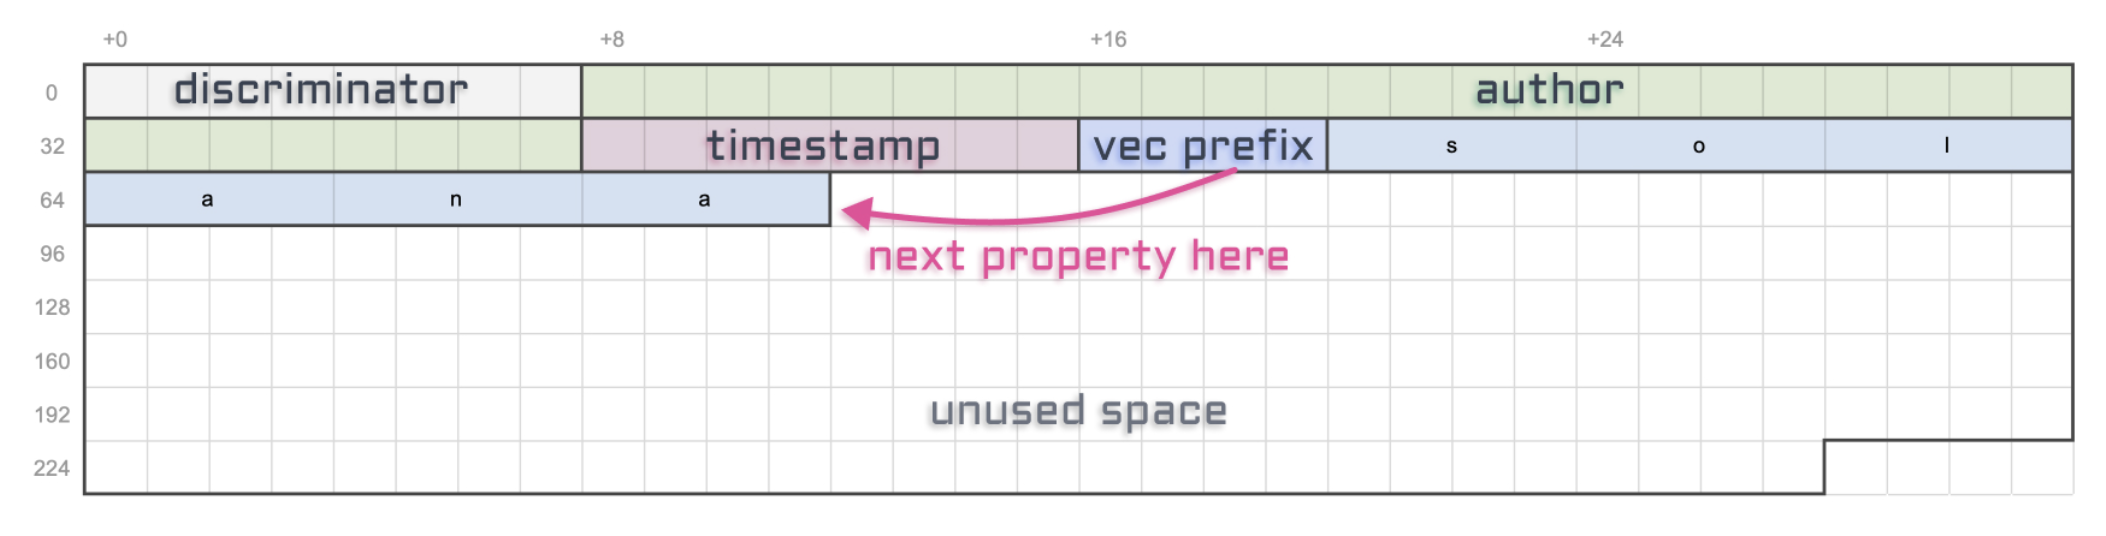 +0 +8 +16 +24
0 discriminator author
32 timestamp vec prefix s o l
64 a n a
96 next property here
128
160
192 unused space
224